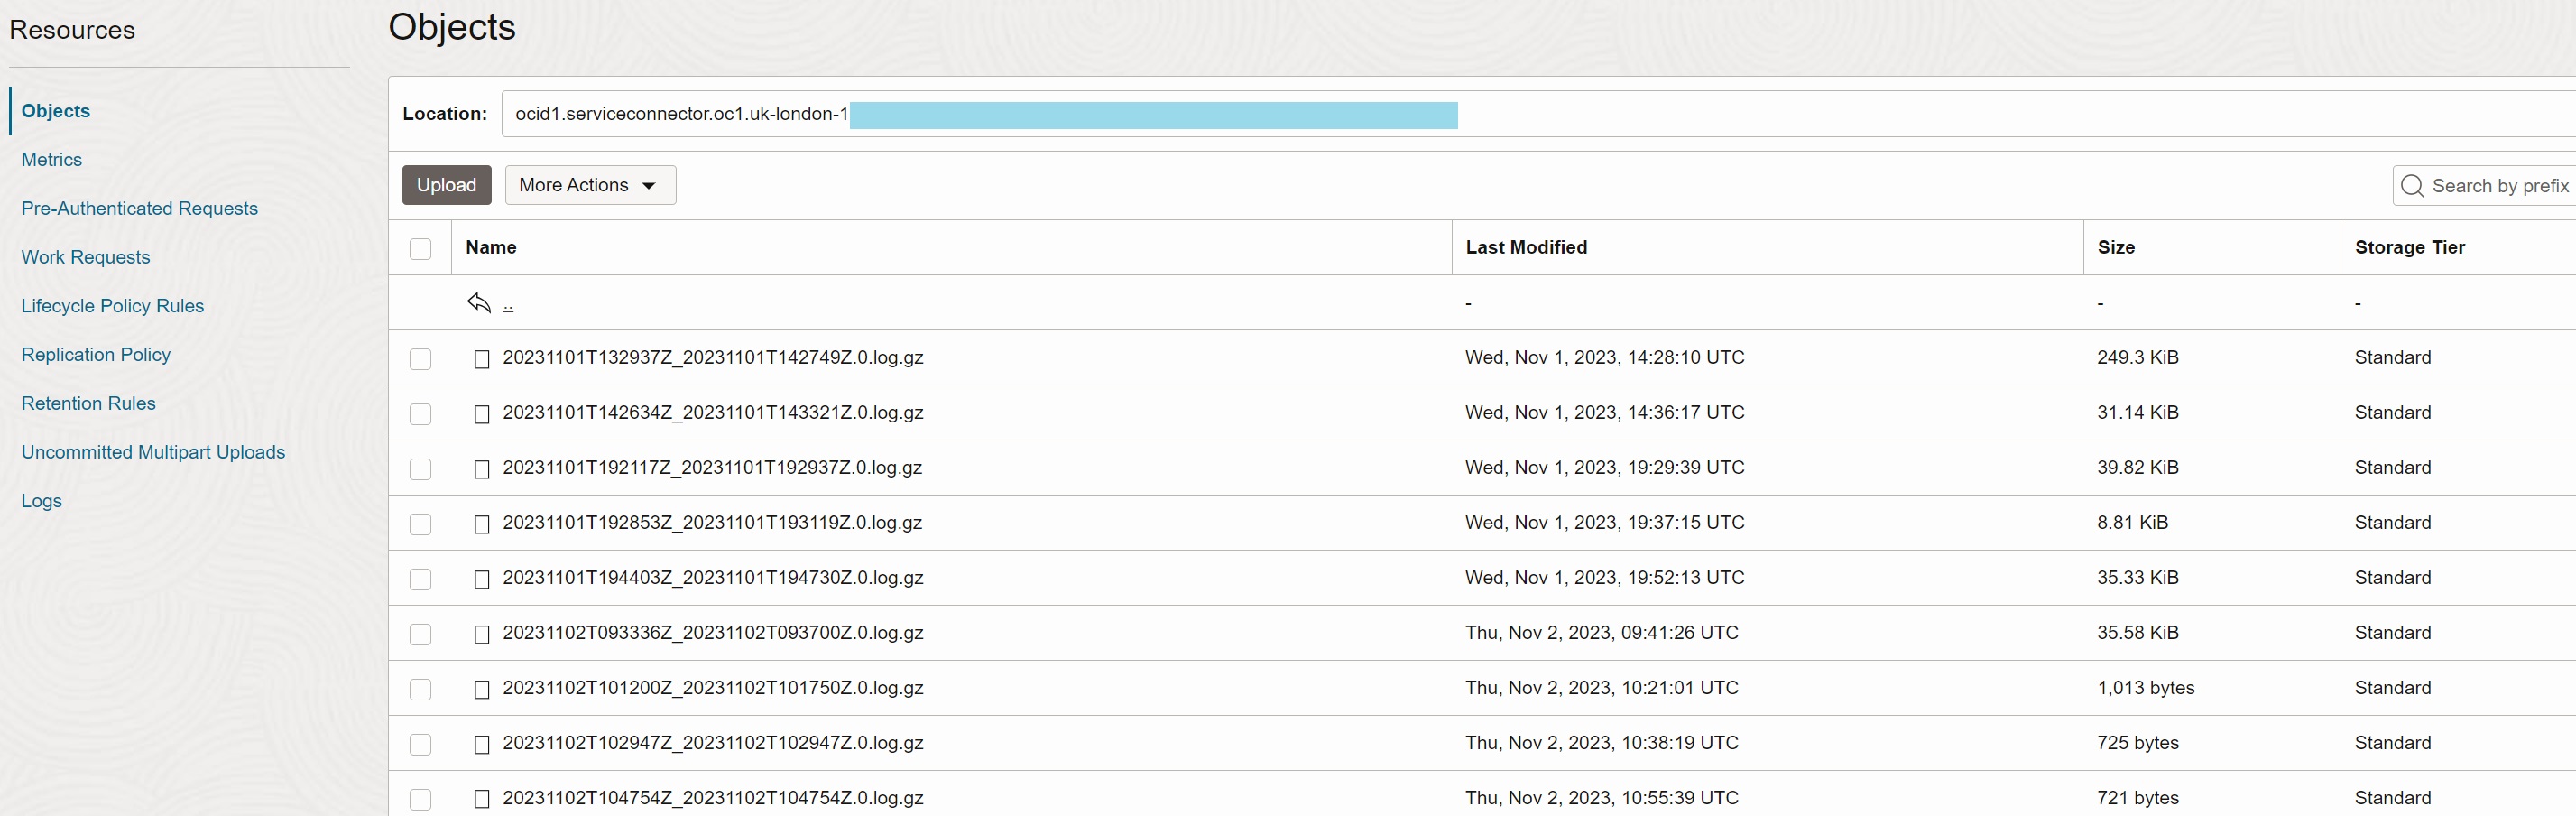 Resources
Objects
Metrics
Pre-Authenticated Requests
Work Requests
Lifecycle Policy Rules
Replication Policy
Retention Rules
Uncommitted Multipart Uploads
Logs
Objects
Location: ocid1.serviceconnector.oc1.uk-london-1
Upload More Actions Search by prefix
Name Last Modified Size Storage Tier
.. - - -
20231101T132937Z_20231101T142749Z.0.log.gz Wed, Nov 1, 2023, 14:28:10 UTC 249.3 KiB Standard
20231101T142634Z_20231101T143321Z.0.log.gz Wed, Nov 1, 2023, 14:36:17 UTC 31.14 KiB Standard
20231101T192117Z_20231101T192937Z.0.log.gz Wed, Nov 1, 2023, 19:29:39 UTC 39.82 KiB Standard
20231101T192853Z_20231101T193119Z.0.log.gz Wed, Nov 1, 2023, 19:37:15 UTC 8.81 KiB Standard
20231101T194403Z_20231101T194730Z.0.log.gz Wed, Nov 1, 2023, 19:52:13 UTC 35.33 KiB Standard
20231102T093336Z_20231102T093700Z.0.log.gz Thu, Nov 2, 2023, 09:41:26 UTC 35.58 KiB Standard
20231102T101200Z_20231102T101750Z.0.log.gz Thu, Nov 2, 2023, 10:21:01 UTC 1,013 bytes Standard
20231102T102947Z_20231102T102947Z.0.log.gz Thu, Nov 2, 2023, 10:38:19 UTC 725 bytes Standard
20231102T104754Z_20231102T104754Z.0.log.gz Thu, Nov 2, 2023, 10:55:39 UTC 721 bytes Standard